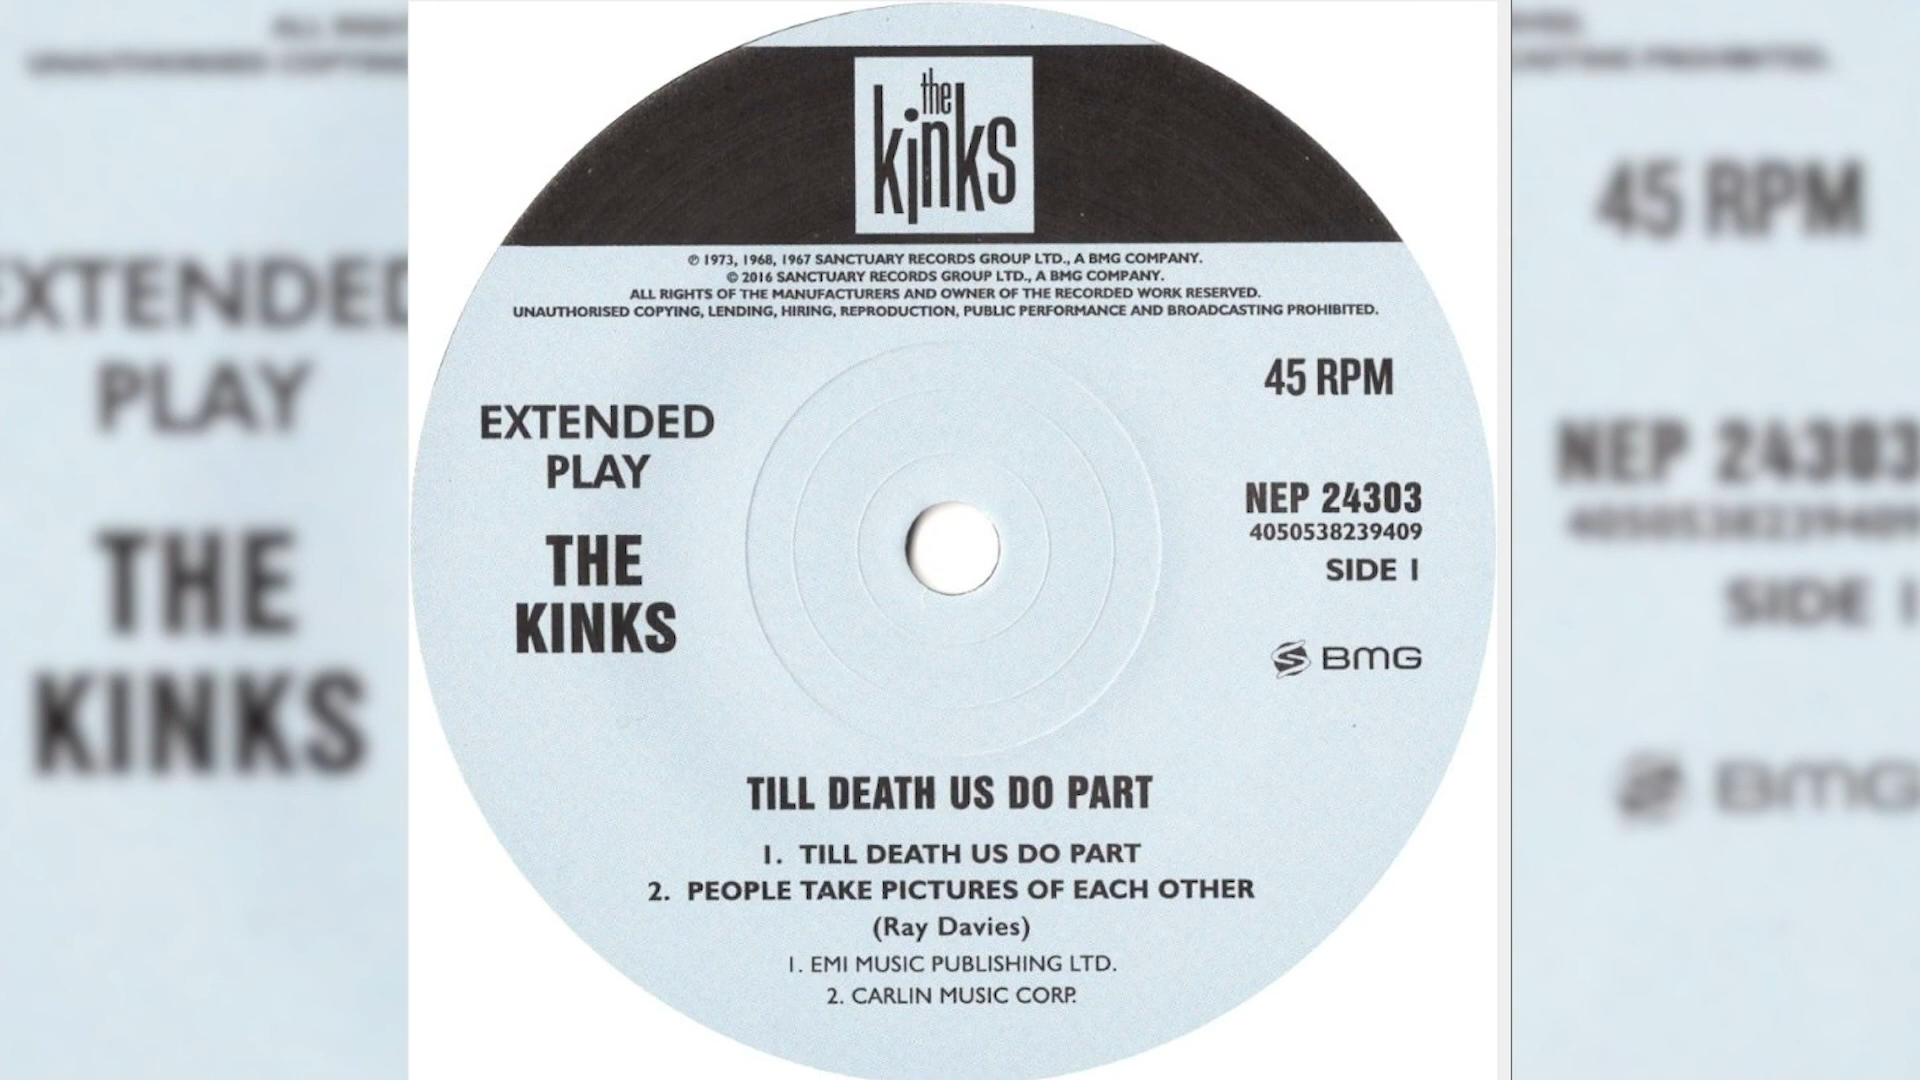 the
kinks
℗ 1973, 1968, 1967 SANCTUARY RECORDS GROUP LTD., A BMG COMPANY.
© 2016 SANCTUARY RECORDS GROUP LTD., A BMG COMPANY.
ALL RIGHTS OF THE MANUFACTURERS AND OWNER OF THE RECORDED WORK RESERVED.
UNAUTHORISED COPYING, LENDING, HIRING, REPRODUCTION, PUBLIC PERFORMANCE AND BROADCASTING PROHIBITED.
45 RPM
EXTENDED
PLAY
THE
KINKS
NEP 24303
4050538239409
SIDE 1
BMG
TILL DEATH US DO PART
1. TILL DEATH US DO PART
2. PEOPLE TAKE PICTURES OF EACH OTHER
(Ray Davies)
1. EMI MUSIC PUBLISHING LTD.
2. CARLIN MUSIC CORP.
EXTENDED
PLAY
THE
KINKS
45 RPM
NEP 24303
4050538239409
SIDE 1
BMG